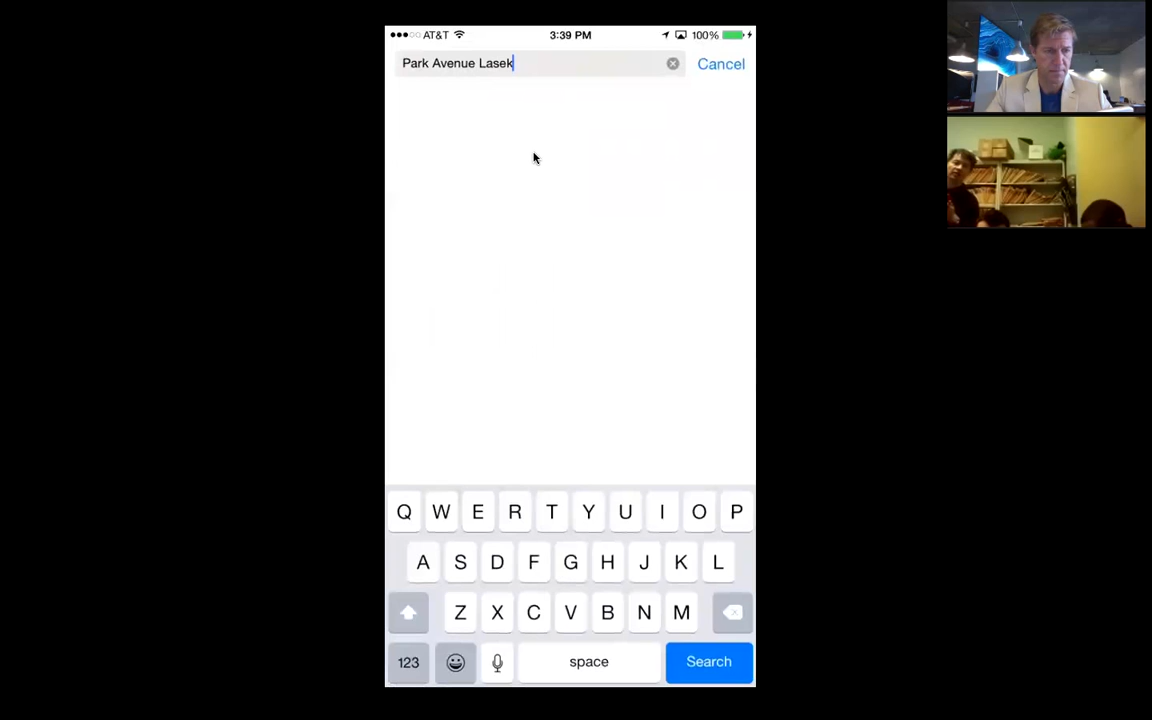 AT&T 3:39 PM 100%
Park Avenue Lasek Cancel
Q W E R T Y U I O P
A S D F G H J K L
Z X C V B N M
123 space Search